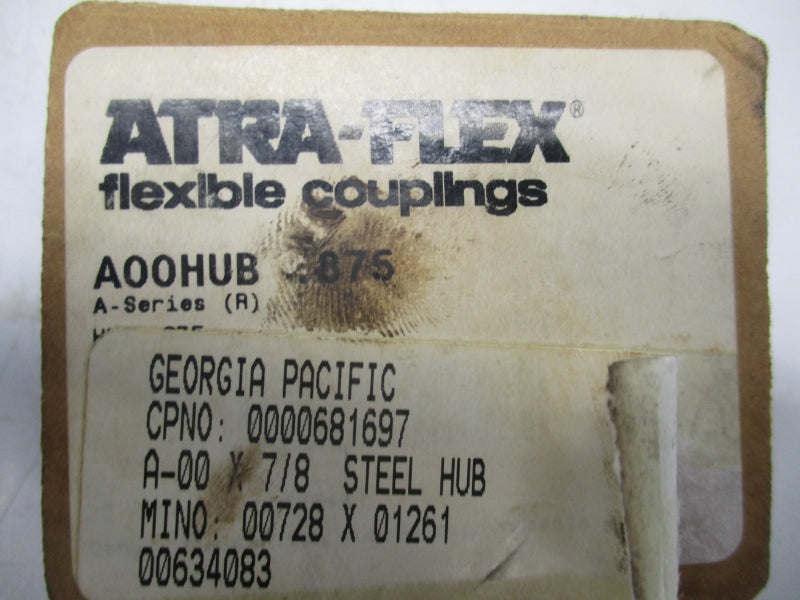 ATRA-FLEX®
flexible couplings
A00HUB .875
A-Series (R)
GEORGIA PACIFIC
CPNO: 0000681697
A-00 X 7/8 STEEL HUB
MINO: 00728 X 01261
00634083